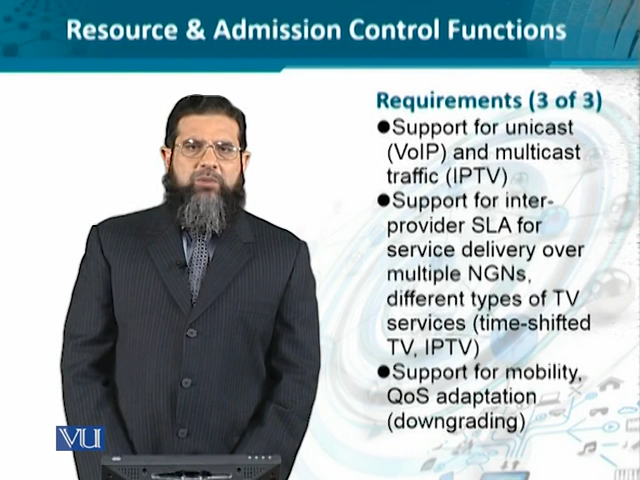 Resource & Admission Control Functions
Requirements (3 of 3)
●Support for unicast
(VoIP) and multicast
traffic (IPTV)
●Support for inter-
provider SLA for
service delivery over
multiple NGNs,
different types of TV
services (time-shifted
TV, IPTV)
●Support for mobility,
QoS adaptation
(downgrading)
VU